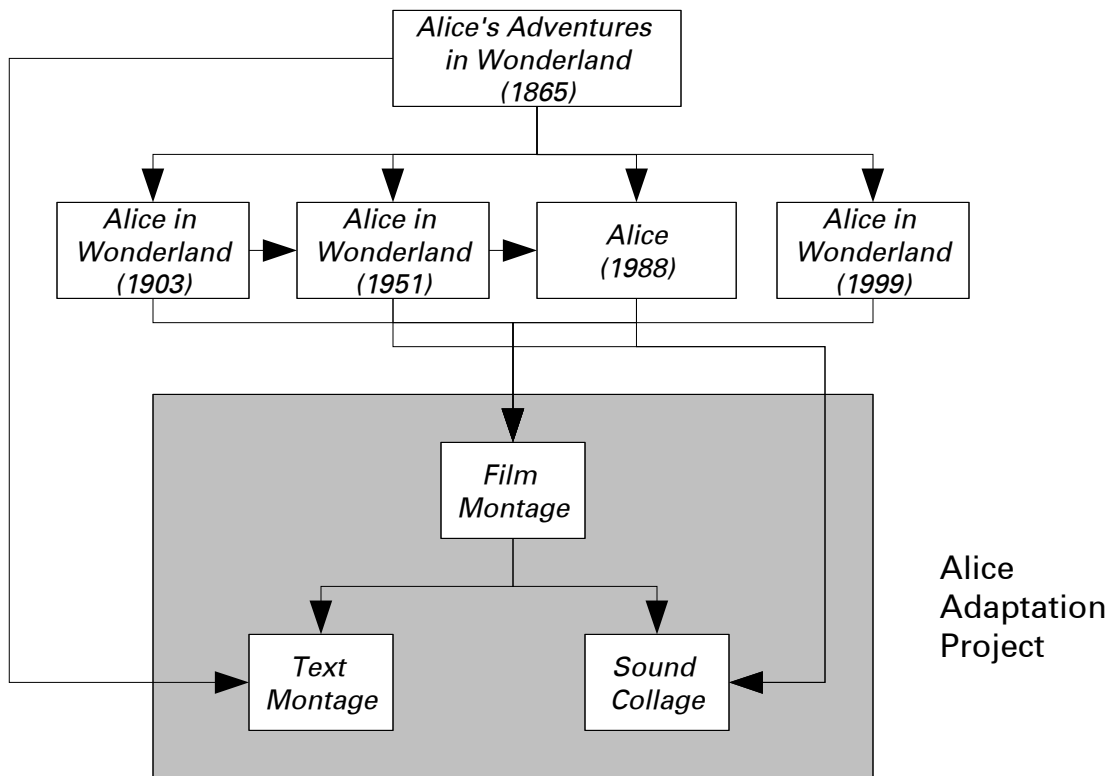 Alice's Adventures
in Wonderland
(1865)
Alice in
Wonderland
(1903)
Alice in
Wonderland
(1951)
Alice
(1988)
Alice in
Wonderland
(1999)
Film
Montage
Alice
Adaptation
Project
Text
Montage
Sound
Collage